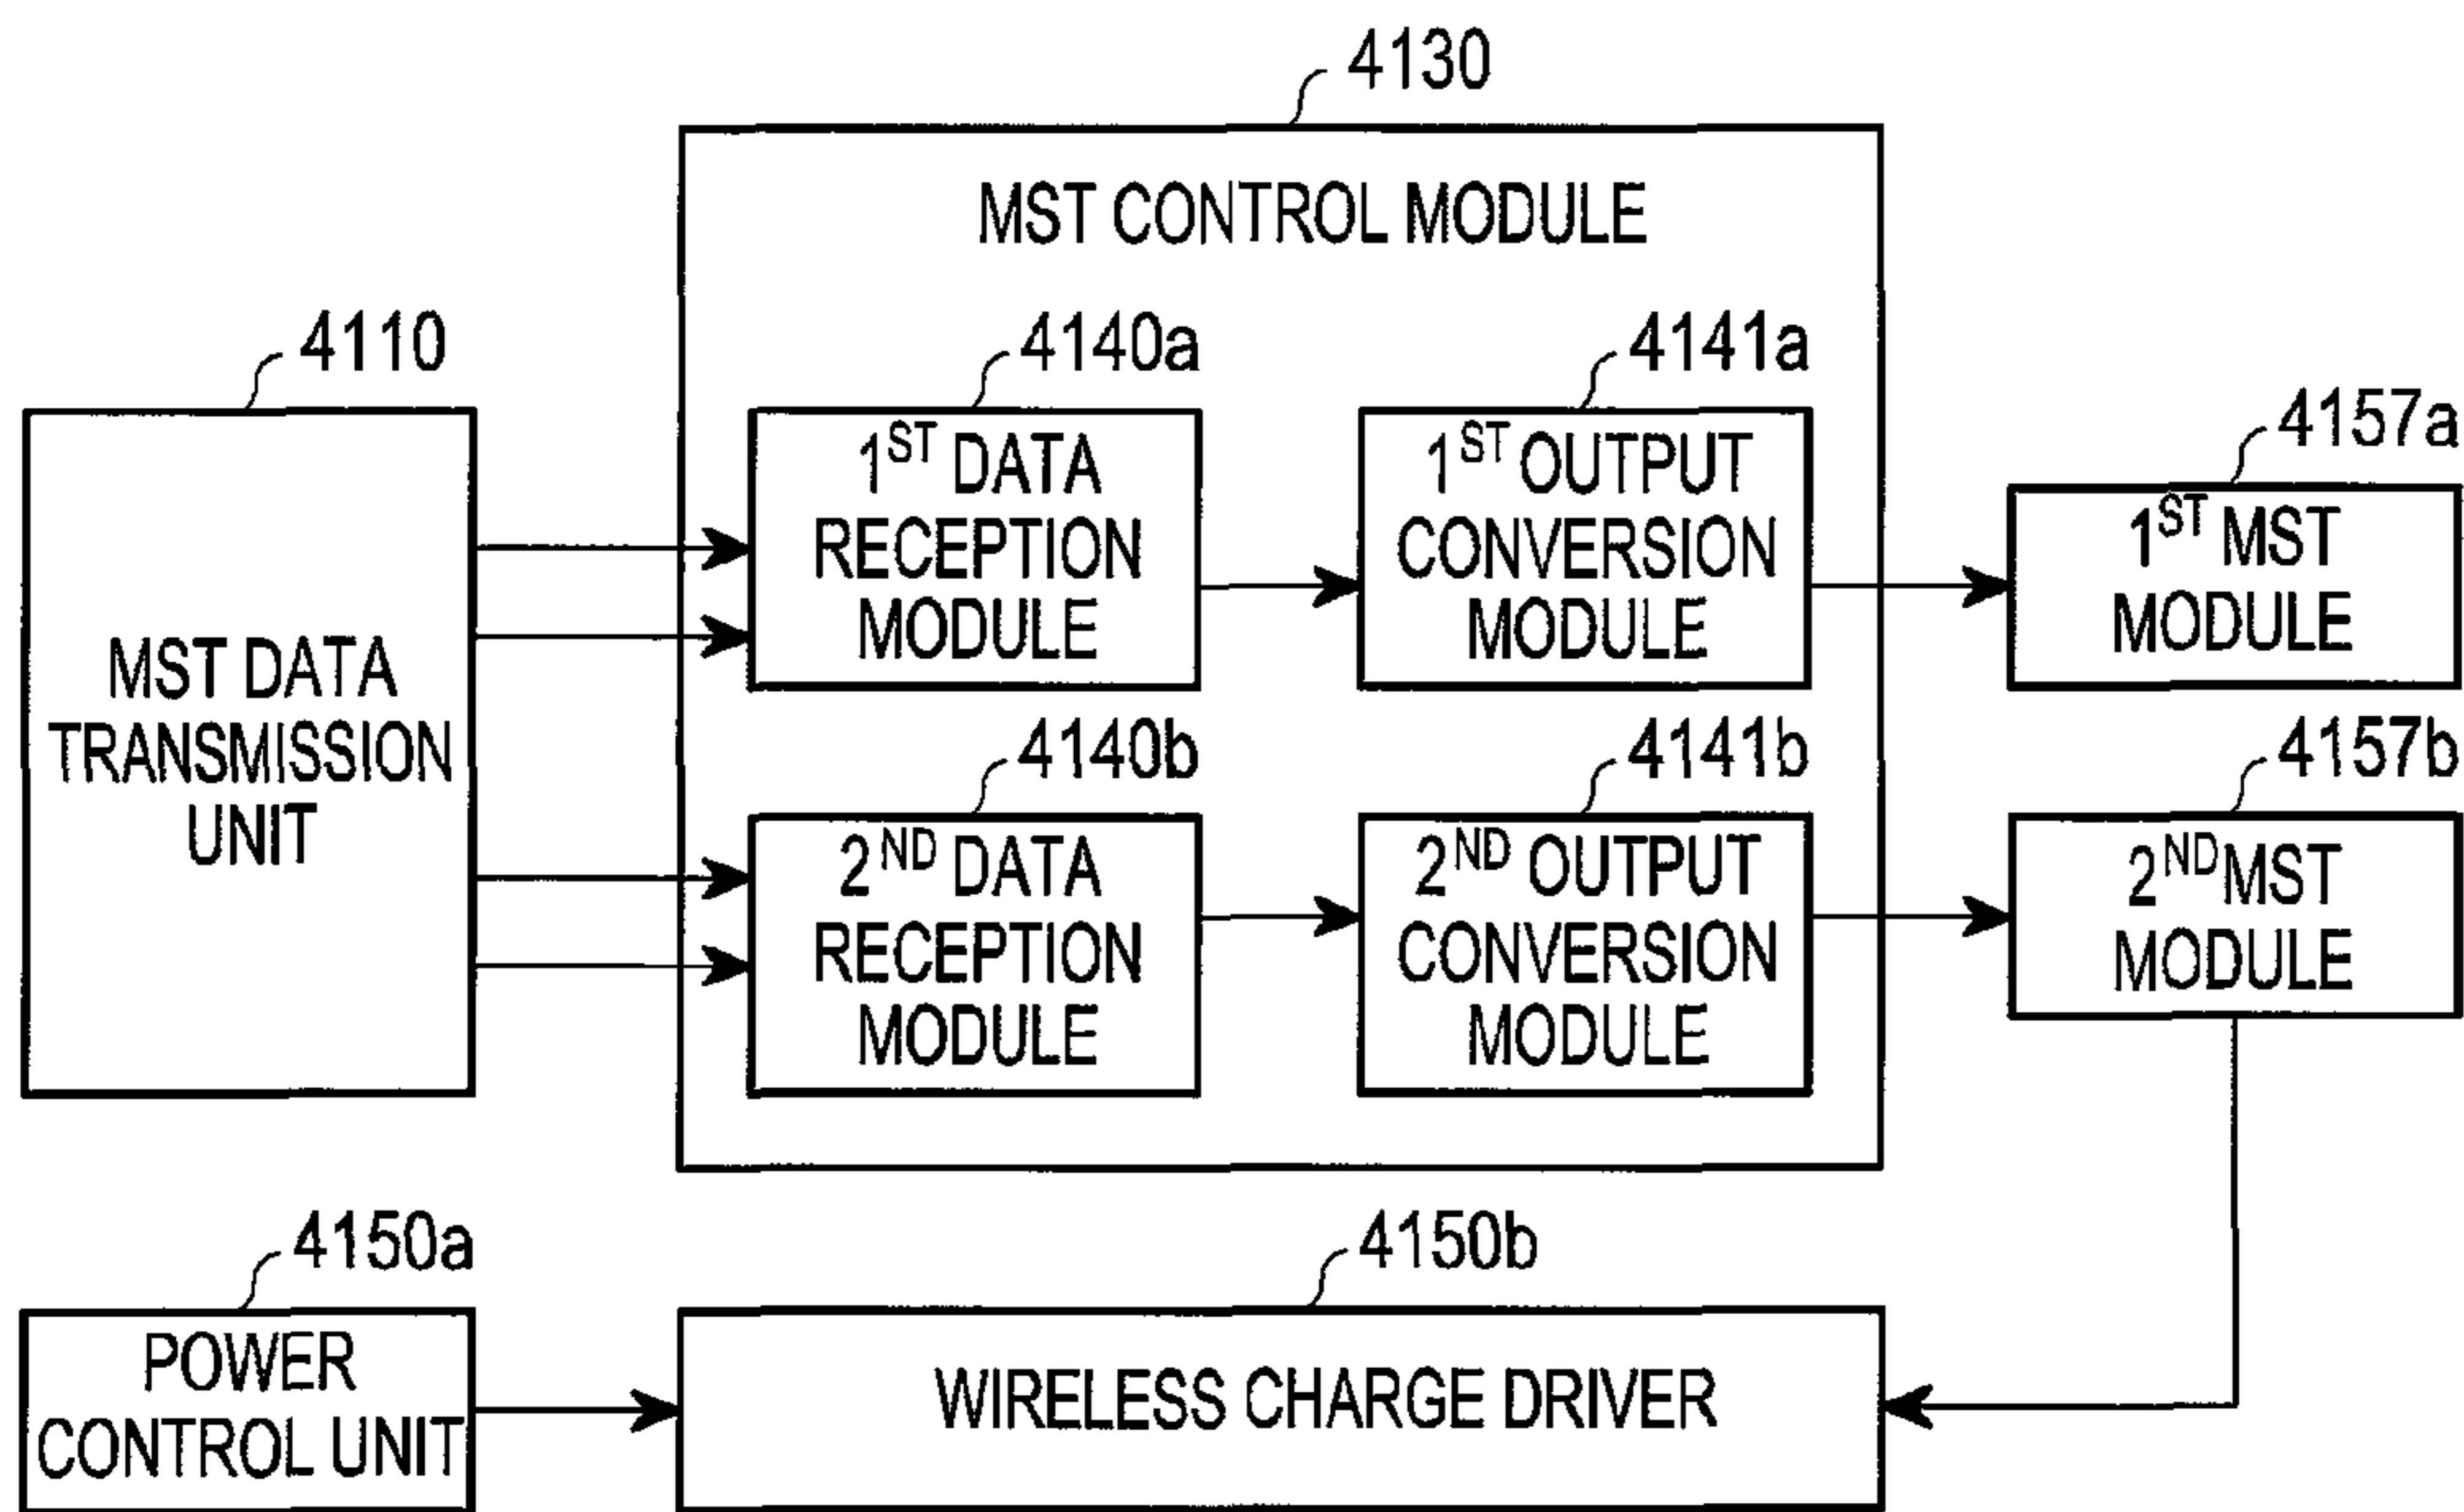 4130
MST CONTROL MODULE
4110
MST DATA
TRANSMISSION
UNIT
4140a
1ST DATA
RECEPTION
MODULE
4141a
1ST OUTPUT
CONVERSION
MODULE
4157a
1ST MST
MODULE
4140b
2ND DATA
RECEPTION
MODULE
4141b
2ND OUTPUT
CONVERSION
MODULE
4157b
2ND MST
MODULE
4150a
POWER
CONTROL UNIT
4150b
WIRELESS CHARGE DRIVER